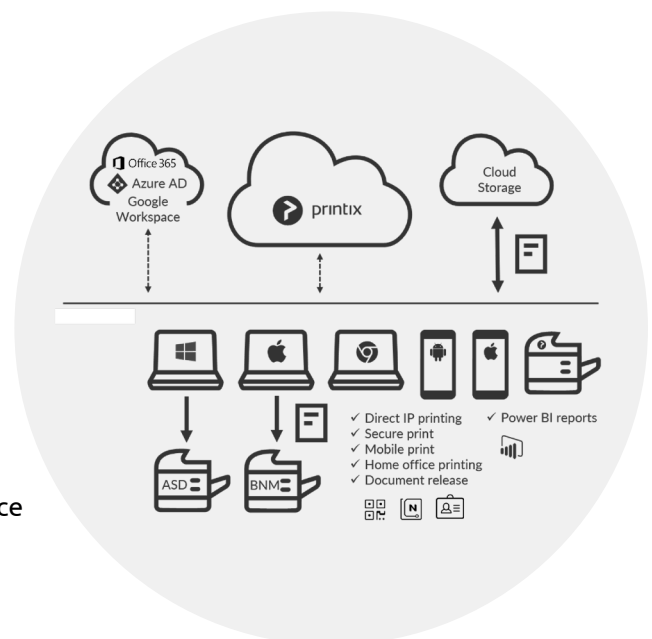 Office 365
Azure AD
Google
Workspace
printix
Cloud
Storage
✓ Direct IP printing
✓ Secure print
✓ Mobile print
✓ Home office printing
✓ Document release
✓ Power BI reports
ASD
BNM
N
ce